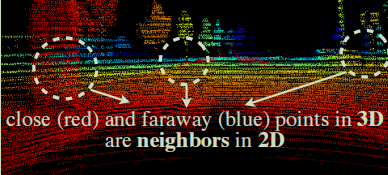 close (red) and faraway (blue) points in 3D
are neighbors in 2D